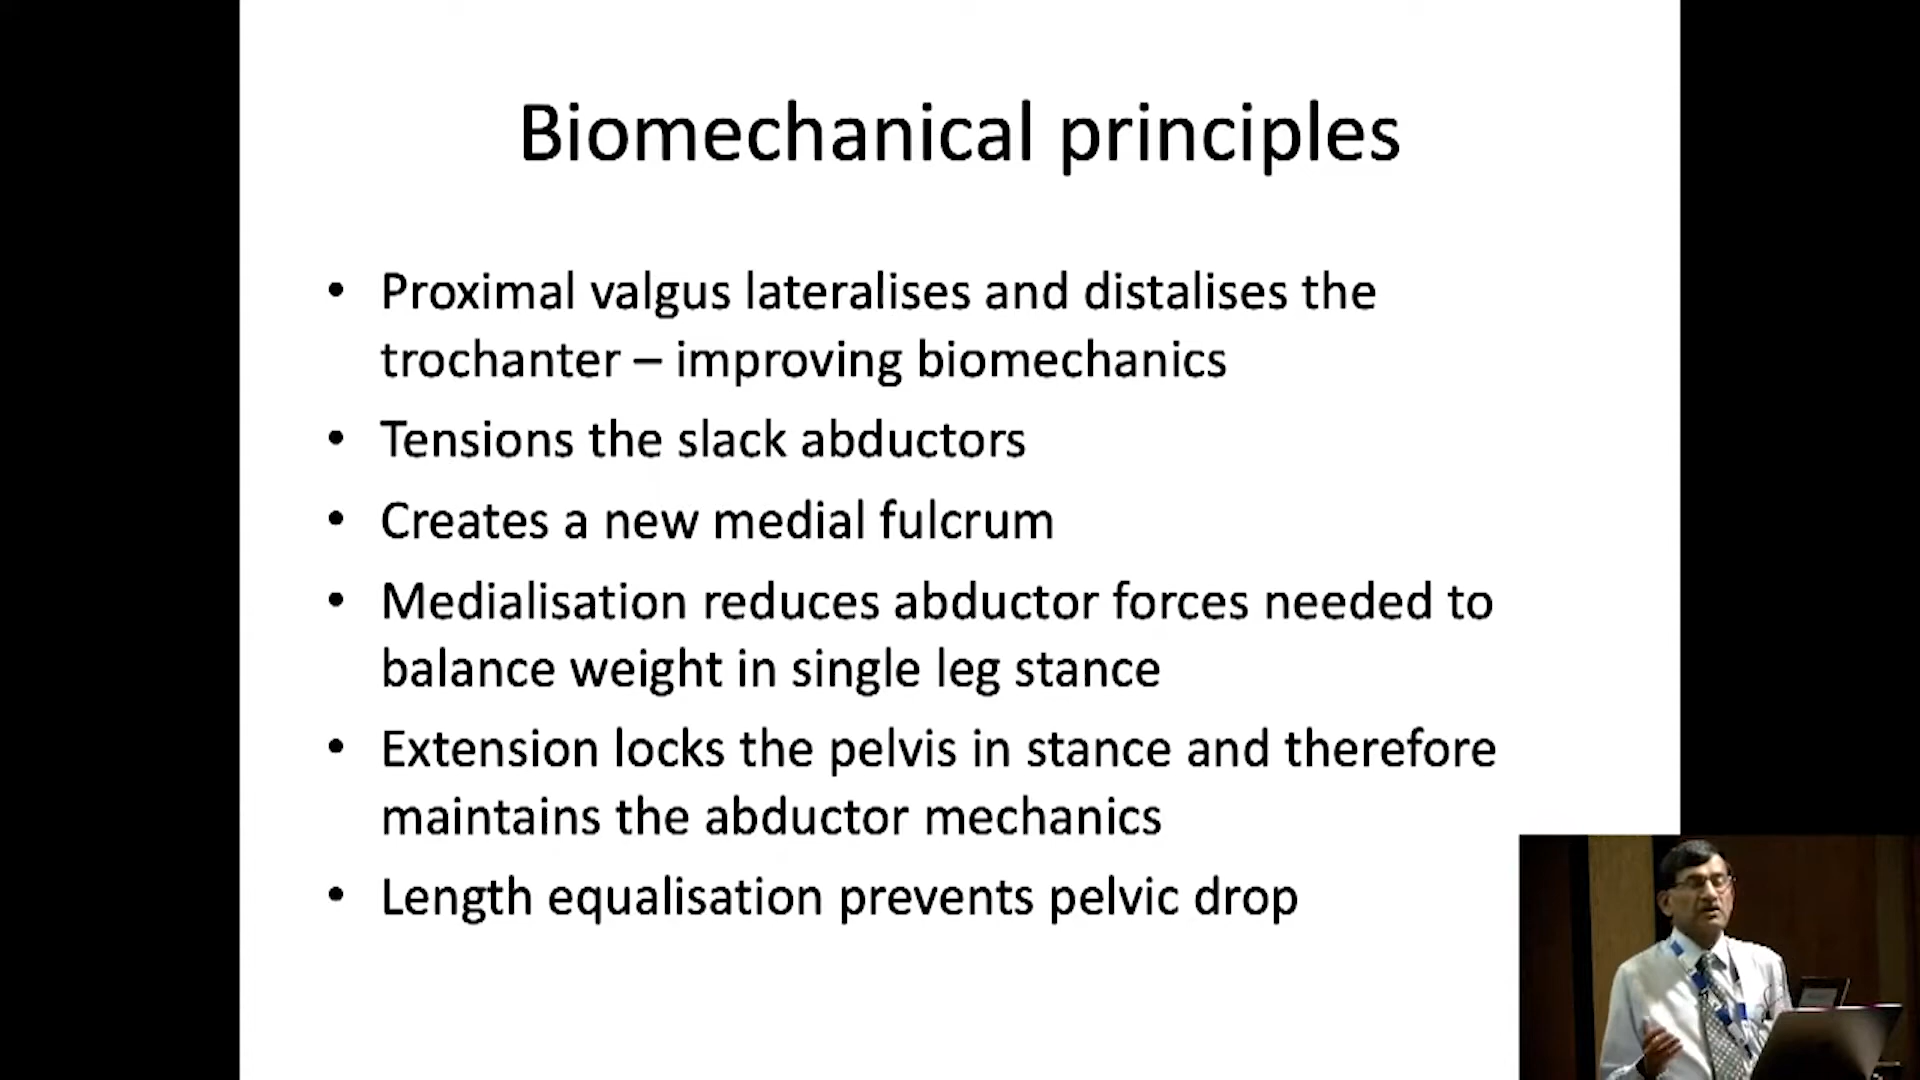 Biomechanical principles
• Proximal valgus lateralises and distalises the
trochanter – improving biomechanics
• Tensions the slack abductors
• Creates a new medial fulcrum
• Medialisation reduces abductor forces needed to
balance weight in single leg stance
• Extension locks the pelvis in stance and therefore
maintains the abductor mechanics
• Length equalisation prevents pelvic drop